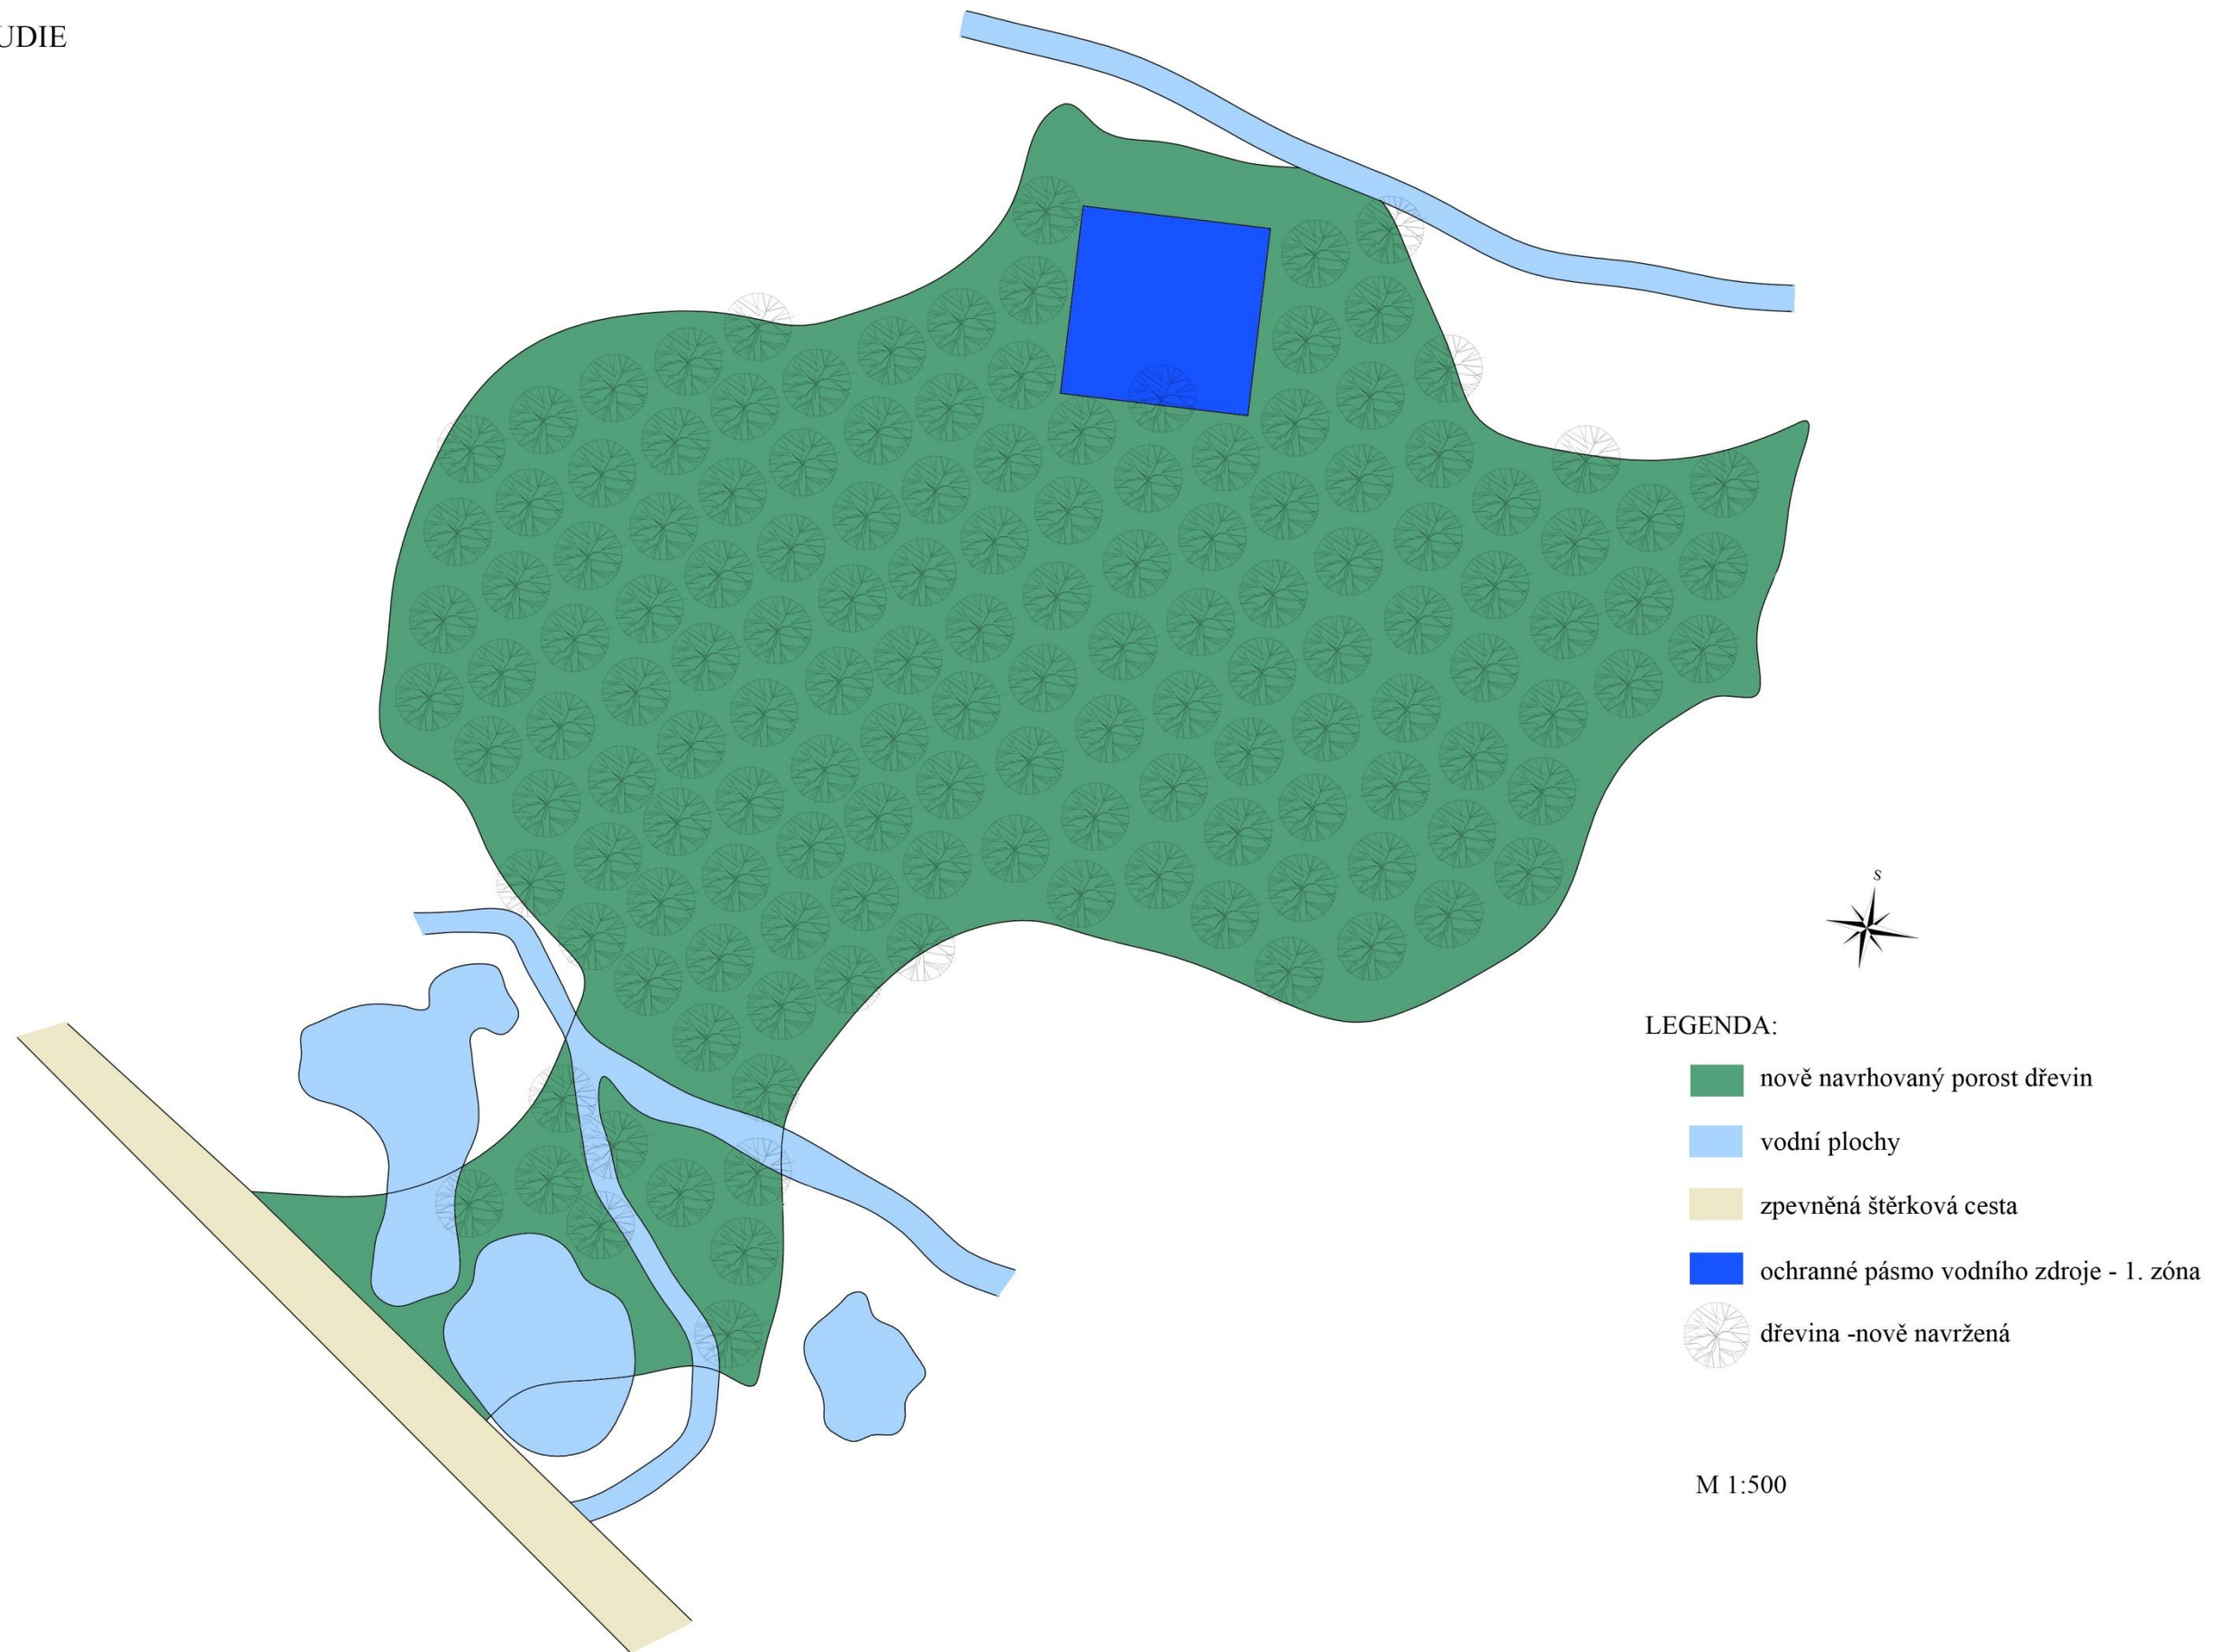 UDIE
S
LEGENDA:
nově navrhovaný porost dřevin
vodní plochy
zpevněná štěrková cesta
ochranné pásmo vodního zdroje - 1. zóna
dřevina -nově navržená
M 1:500